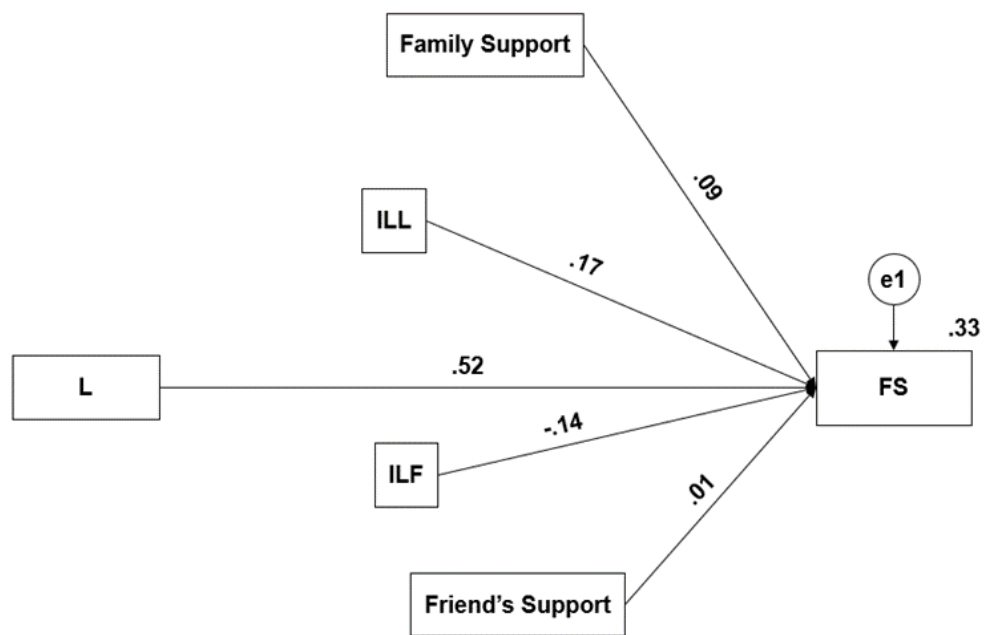 Family Support
.09
ILL
.17
e1
.33
L
.52
FS
-.14
ILF
.01
Friend's Support